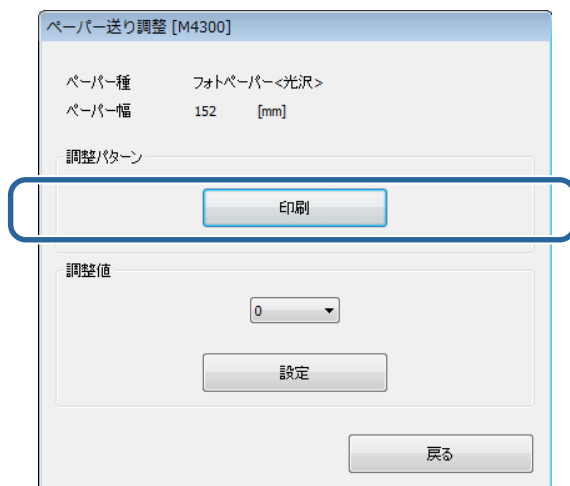 ペーパー送り調整 [M4300]
ペーパー種 フォトペーパー<光沢>
ペーパー幅 152 [mm]
調整パターン
印刷
調整値
0
設定
戻る